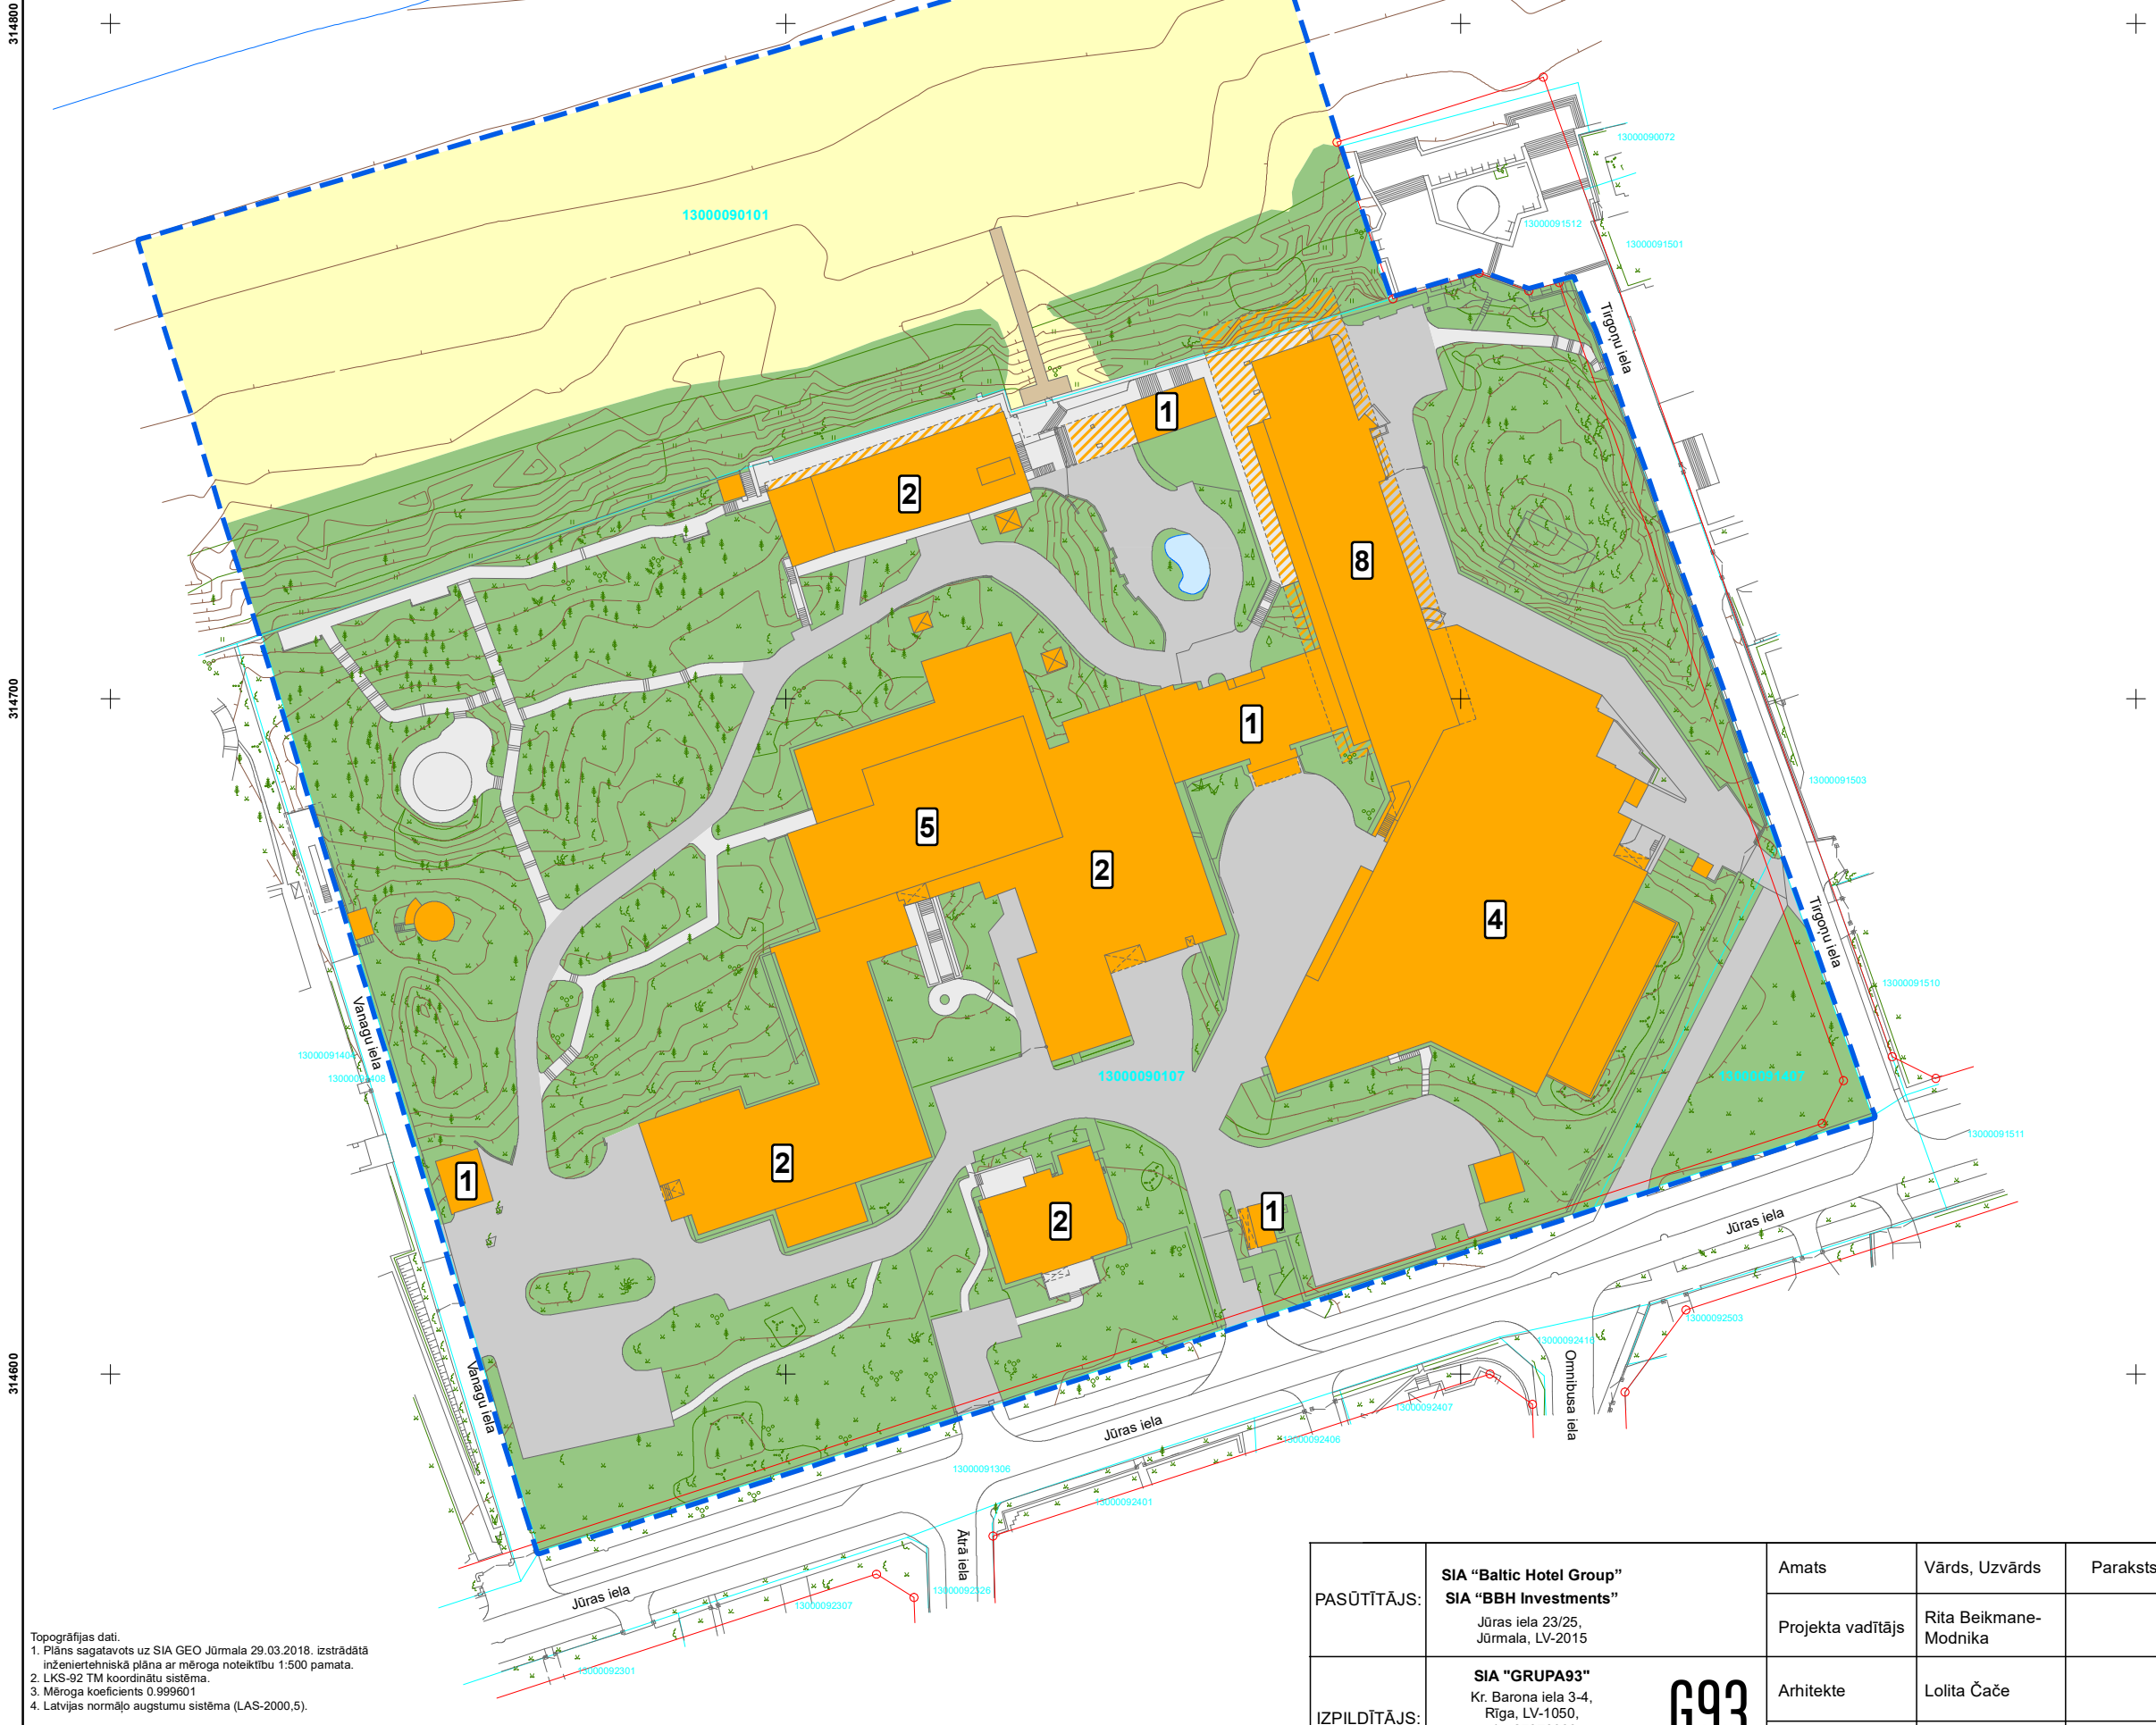 314800
13000090072
13000090101
13000091512
13000091501
Tirgoņu iela
1
2
8
314700
1
13000091503
5
2
4
Tirgoņu iela
13000091510
Vanagu iela
13000091404
13000091408
13000090107
13000091407
13000091511
2
1
2
1
Jūras iela
13000092503
13000092416
Omnibusa iela
314600
Vanagu iela
13000092407
Jūras iela
13000092406
13000091306
13000092401
Ātrā iela
Jūras iela
13000092326
13000092307
13000092301
Topogrāfijas dati.
1. Plāns sagatavots uz SIA GEO Jūrmala 29.03.2018. izstrādātā
inženiertehniskā plāna ar mēroga noteiktību 1:500 pamata.
2. LKS-92 TM koordinātu sistēma.
3. Mēroga koeficients 0.999601
4. Latvijas normālo augstumu sistēma (LAS-2000,5).
PASŪTĪTĀJS:
SIA “Baltic Hotel Group”
SIA “BBH Investments”
Jūras iela 23/25,
Jūrmala, LV-2015
Amats
Vārds, Uzvārds
Paraksts
Projekta vadītājs
Rita Beikmane-
Modnika
IZPILDĪTĀJS:
SIA "GRUPA93"
Kr. Barona iela 3-4,
Rīga, LV-1050,
G93
Arhitekte
Lolita Čače